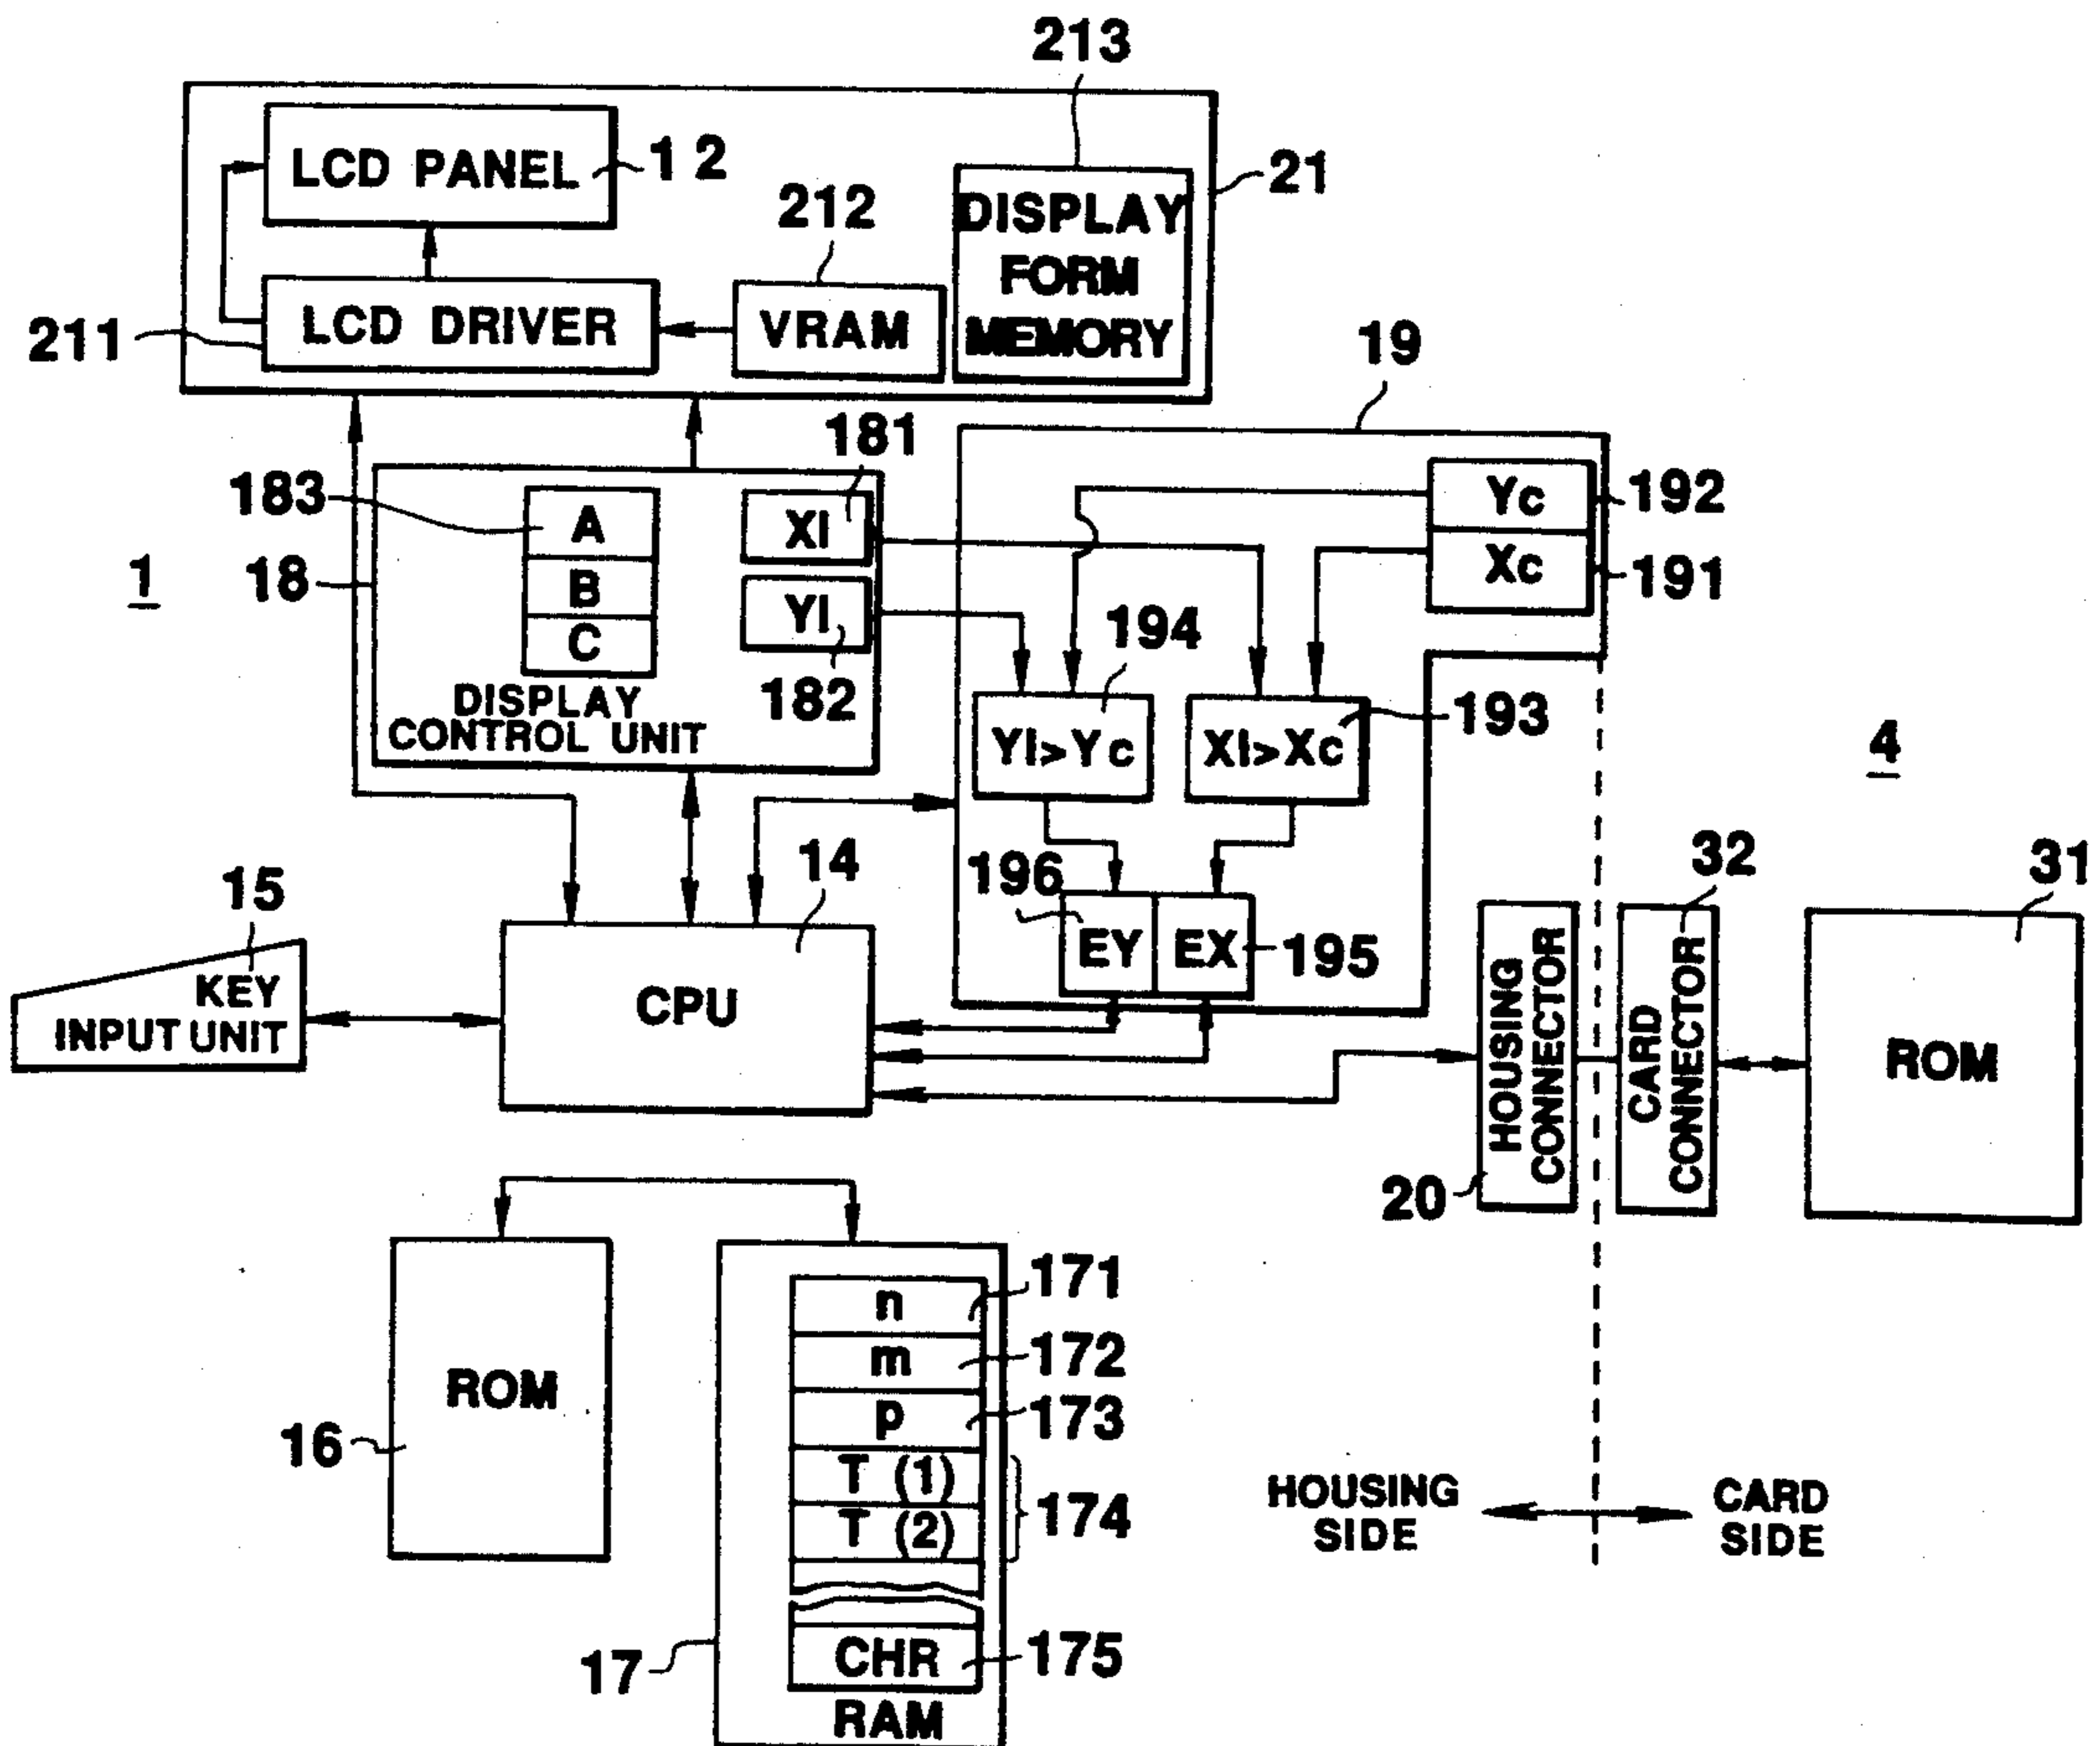 213
LCD PANEL
12
21
212
DISPLAY
FORM
MEMORY
211
LCD DRIVER
VRAM
19
181
183
A
XI
Yc
192
1
18
B
Xc
191
YI
C
194
182
DISPLAY
CONTROL UNIT
YI>Yc
XI>Xc
193
4
14
32
31
15
196
KEY
INPUT UNIT
CPU
EY
EX
195
HOUSING
CONNECTOR
CARD
CONNECTOR
ROM
20
171
n
m
172
ROM
p
173
16
T (1)
T (2)
174
HOUSING
SIDE
CARD
SIDE
17
CHR
175
RAM